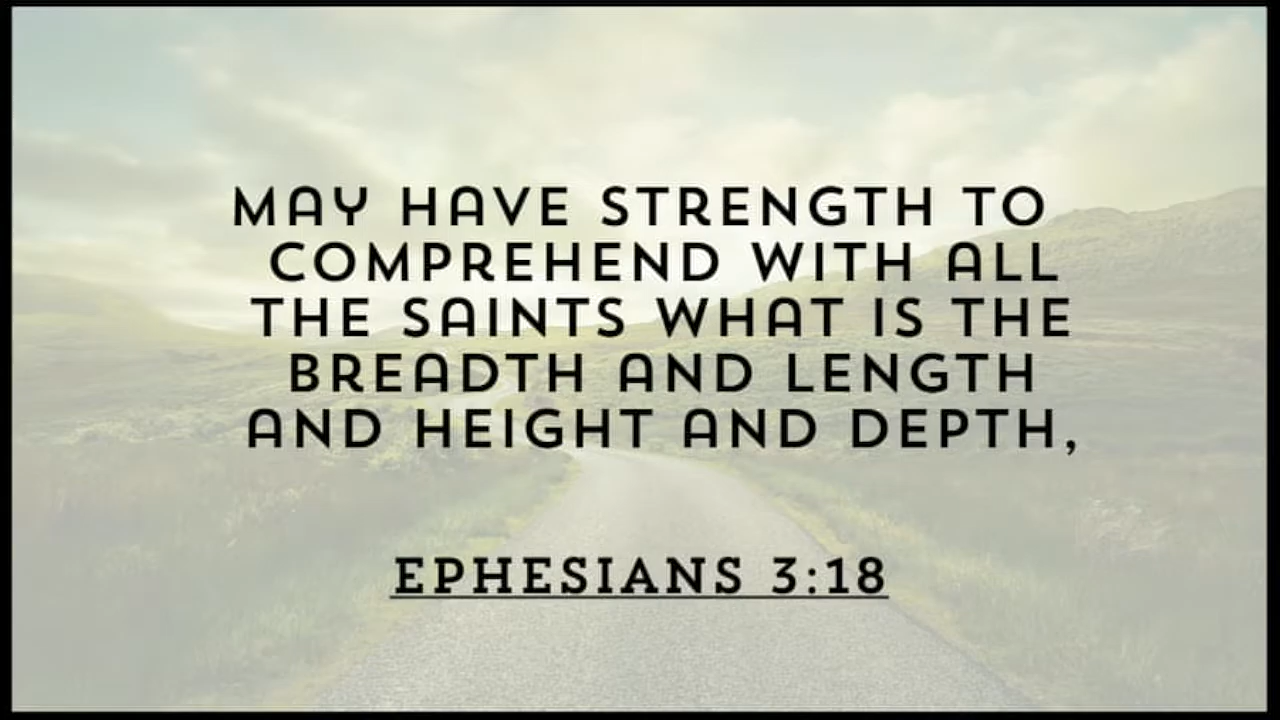 MAY HAVE STRENGTH TO
COMPREHEND WITH ALL
THE SAINTS WHAT IS THE
BREADTH AND LENGTH
AND HEIGHT AND DEPTH,
EPHESIANS 3:18